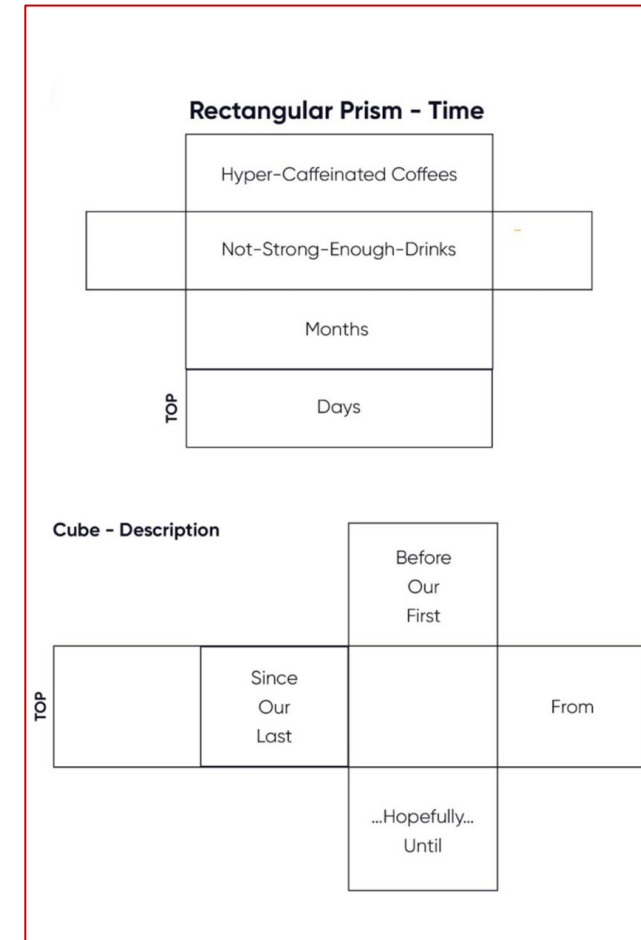 Rectangular Prism - Time
Hyper-Caffeinated Coffees
Not-Strong-Enough-Drinks
Months
TOP
Days
Cube - Description
Before
Our
First
TOP
Since
Our
Last
From
...Hopefully...
Until